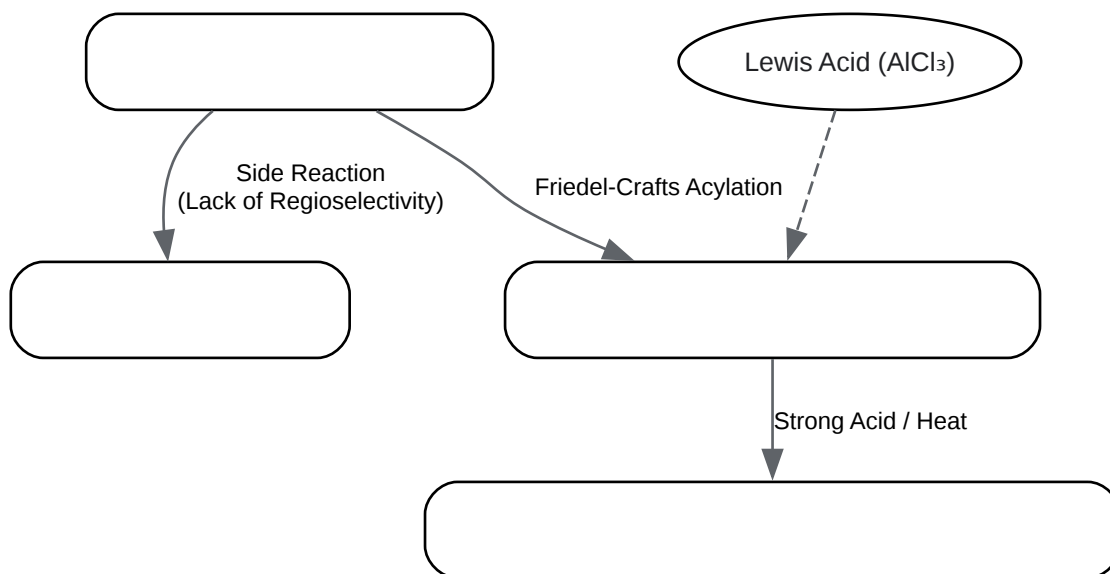 Lewis Acid (AlCl₃)
Side Reaction
(Lack of Regioselectivity)
Friedel-Crafts Acylation
Strong Acid / Heat